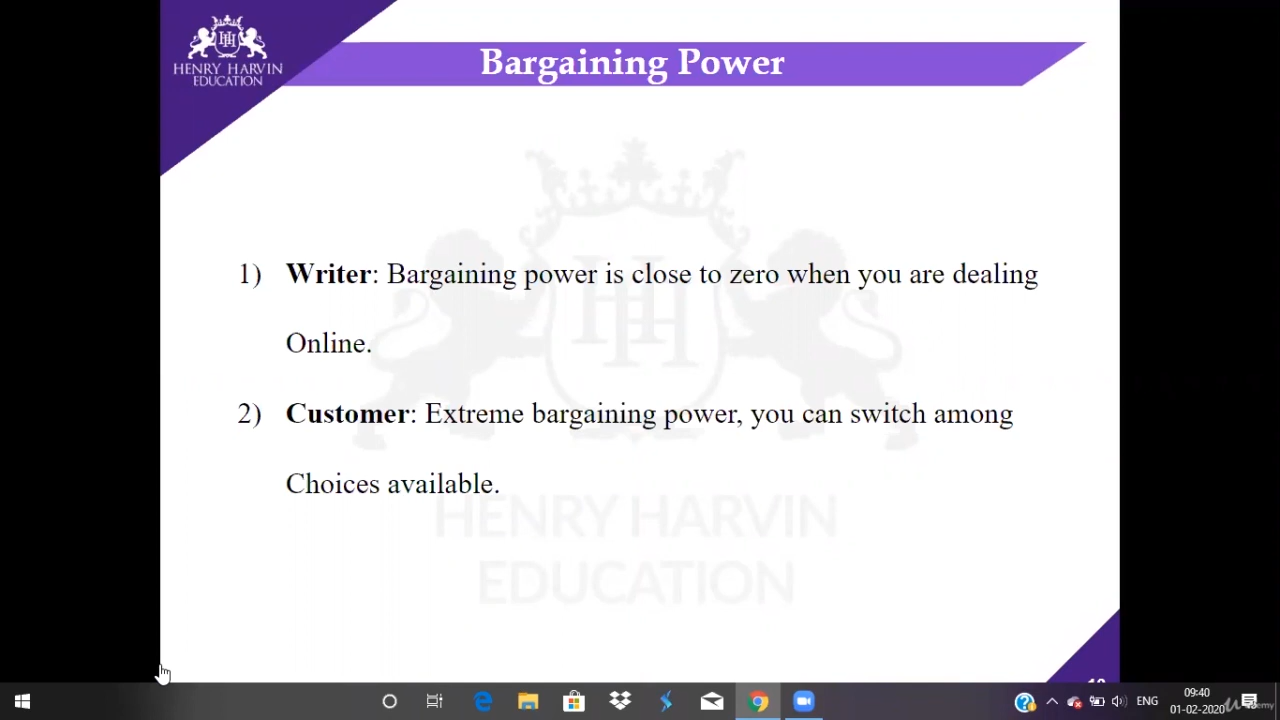 HENRY HARVIN
EDUCATION
Bargaining Power
1) Writer: Bargaining power is close to zero when you are dealing
Online.
2) Customer: Extreme bargaining power, you can switch among
Choices available.
HENRY HARVIN
EDUCATION
ENG
09:40
01-02-2020